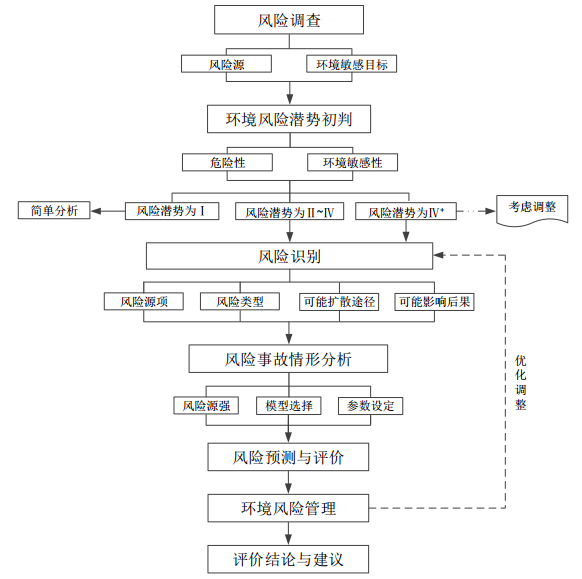 风险调查
风险源
环境敏感目标
环境风险潜势初判
危险性
环境敏感性
简单分析
风险潜势为Ⅰ
风险潜势为Ⅱ~Ⅳ
风险潜势为Ⅳ⁺
考虑调整
风险识别
风险源项
风险类型
可能扩散途径
可能影响后果
风险事故情形分析
优化调整
风险源强
模型选择
参数设定
风险预测与评价
环境风险管理
评价结论与建议